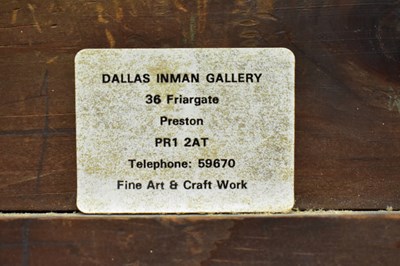 DALLAS INMAN GALLERY
36 Friargate
Preston
PR1 2AT
Telephone: 59670
Fine Art & Craft Work